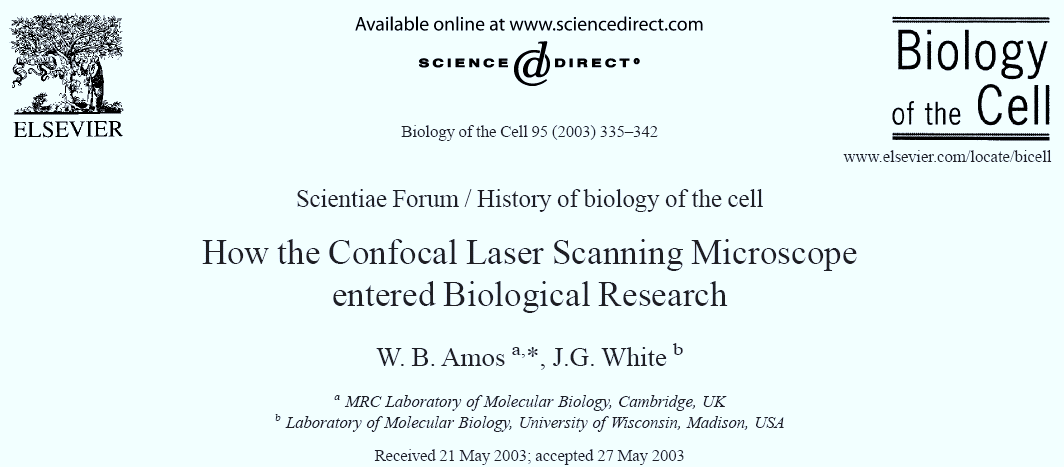 Available online at www.sciencedirect.com
SCIENCE @ DIRECT®
ELSEVIER
Biology
of the Cell
Biology of the Cell 95 (2003) 335–342
www.elsevier.com/locate/bicell
Scientiae Forum / History of biology of the cell
How the Confocal Laser Scanning Microscope
entered Biological Research
W. B. Amos a,*, J.G. White b
a MRC Laboratory of Molecular Biology, Cambridge, UK
b Laboratory of Molecular Biology, University of Wisconsin, Madison, USA
Received 21 May 2003; accepted 27 May 2003